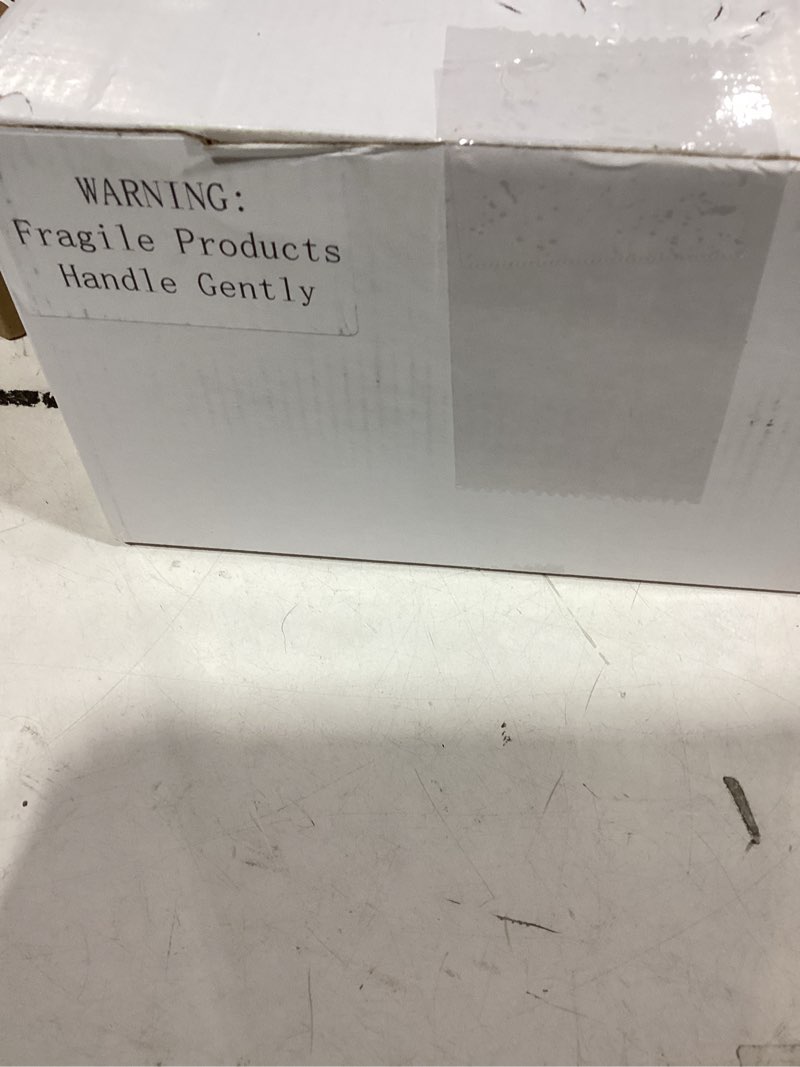 WARNING:
Fragile Products
Handle Gently